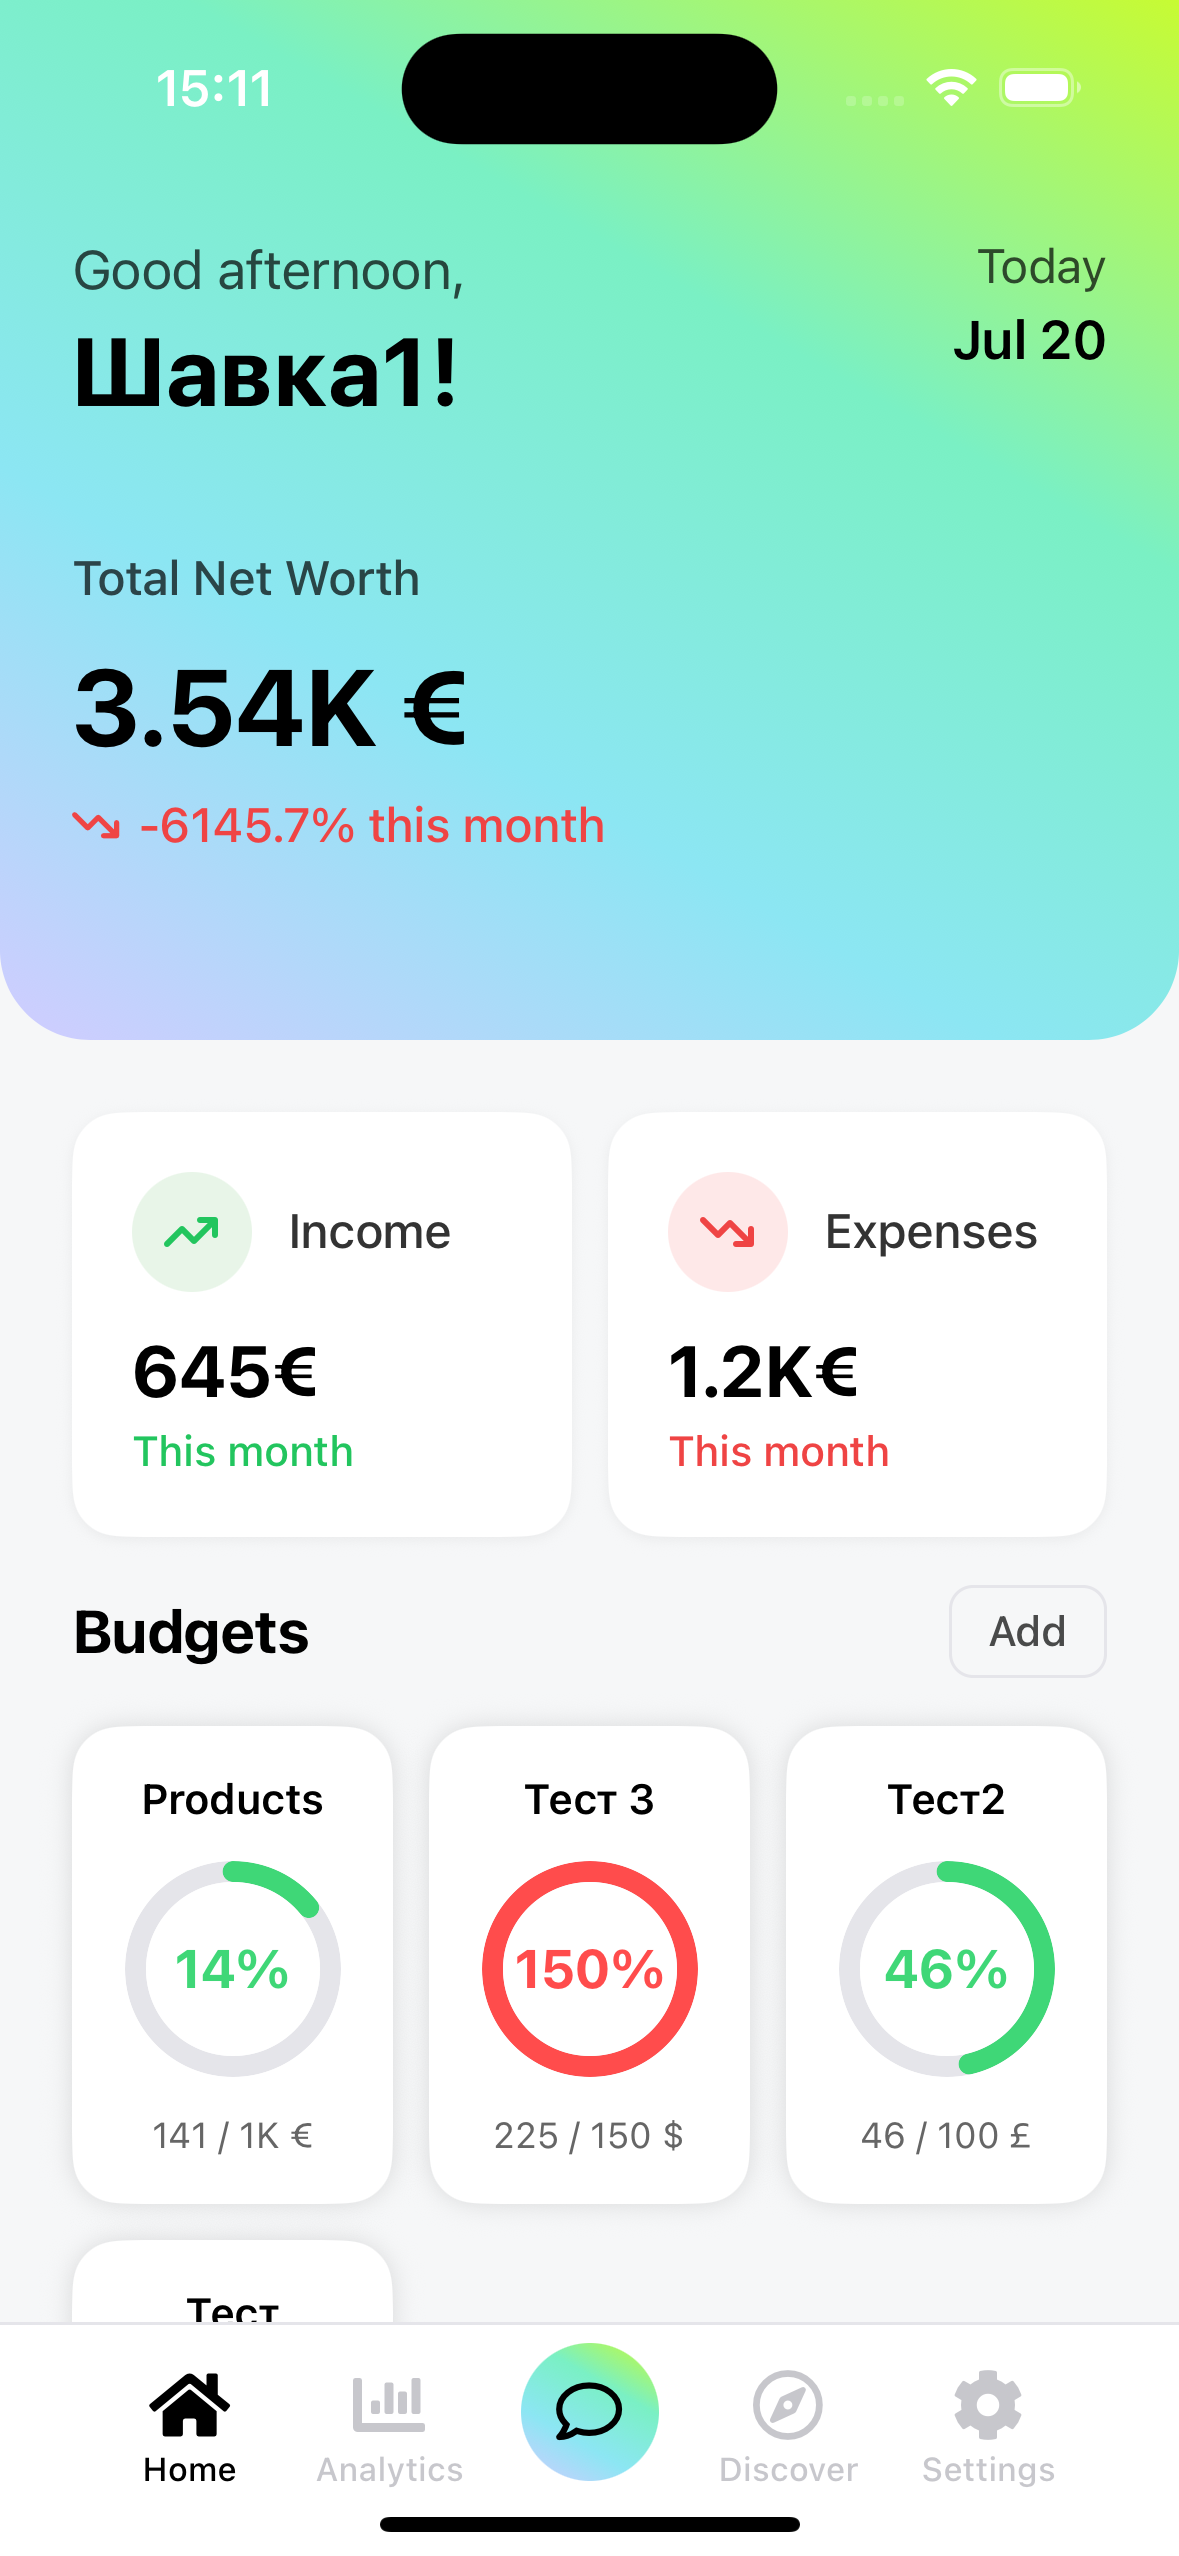 15:11
Good afternoon,
Шавка1!
Today
Jul 20
Total Net Worth
3.54K €
-6145.7% this month
Income
645€
This month
Expenses
1.2K€
This month
Budgets
Add
Products
14%
141 / 1K €
Тест 3
150%
225 / 150 $
Тест2
46%
46 / 100 £
Тест
Home
Analytics
Discover
Settings